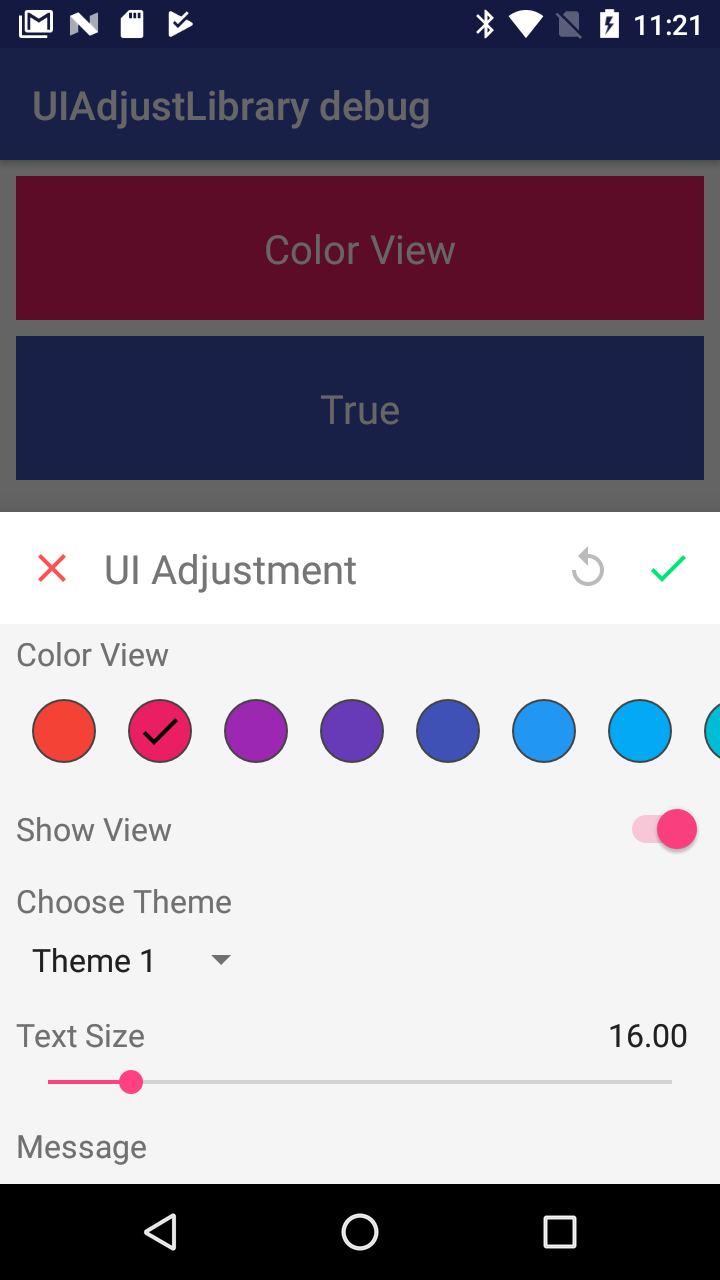 11:21
UIAdjustLibrary debug
Color View
True
UI Adjustment
Color View
Show View
Choose Theme
Theme 1
Text Size 16.00
Message